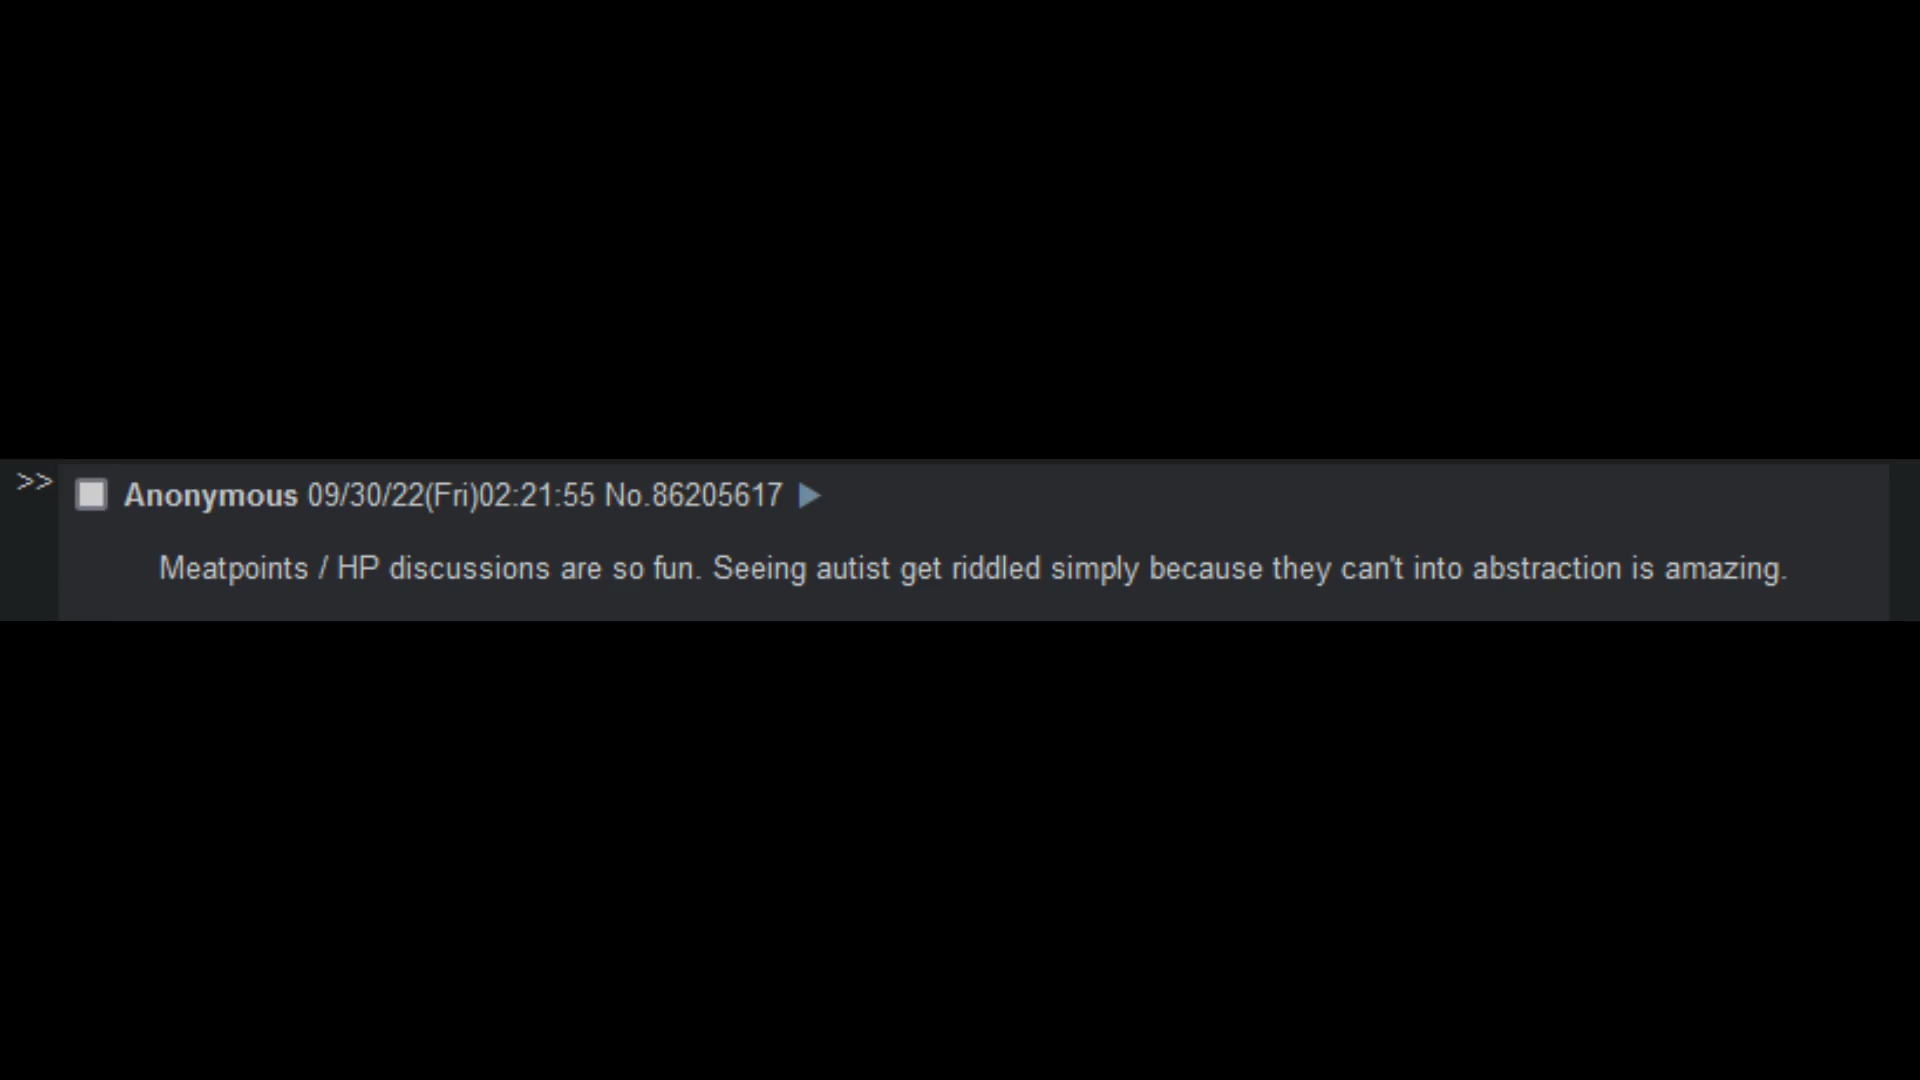 >> Anonymous 09/30/22(Fri)02:21:55 No.86205617
Meatpoints / HP discussions are so fun. Seeing autist get riddled simply because they can't into abstraction is amazing.